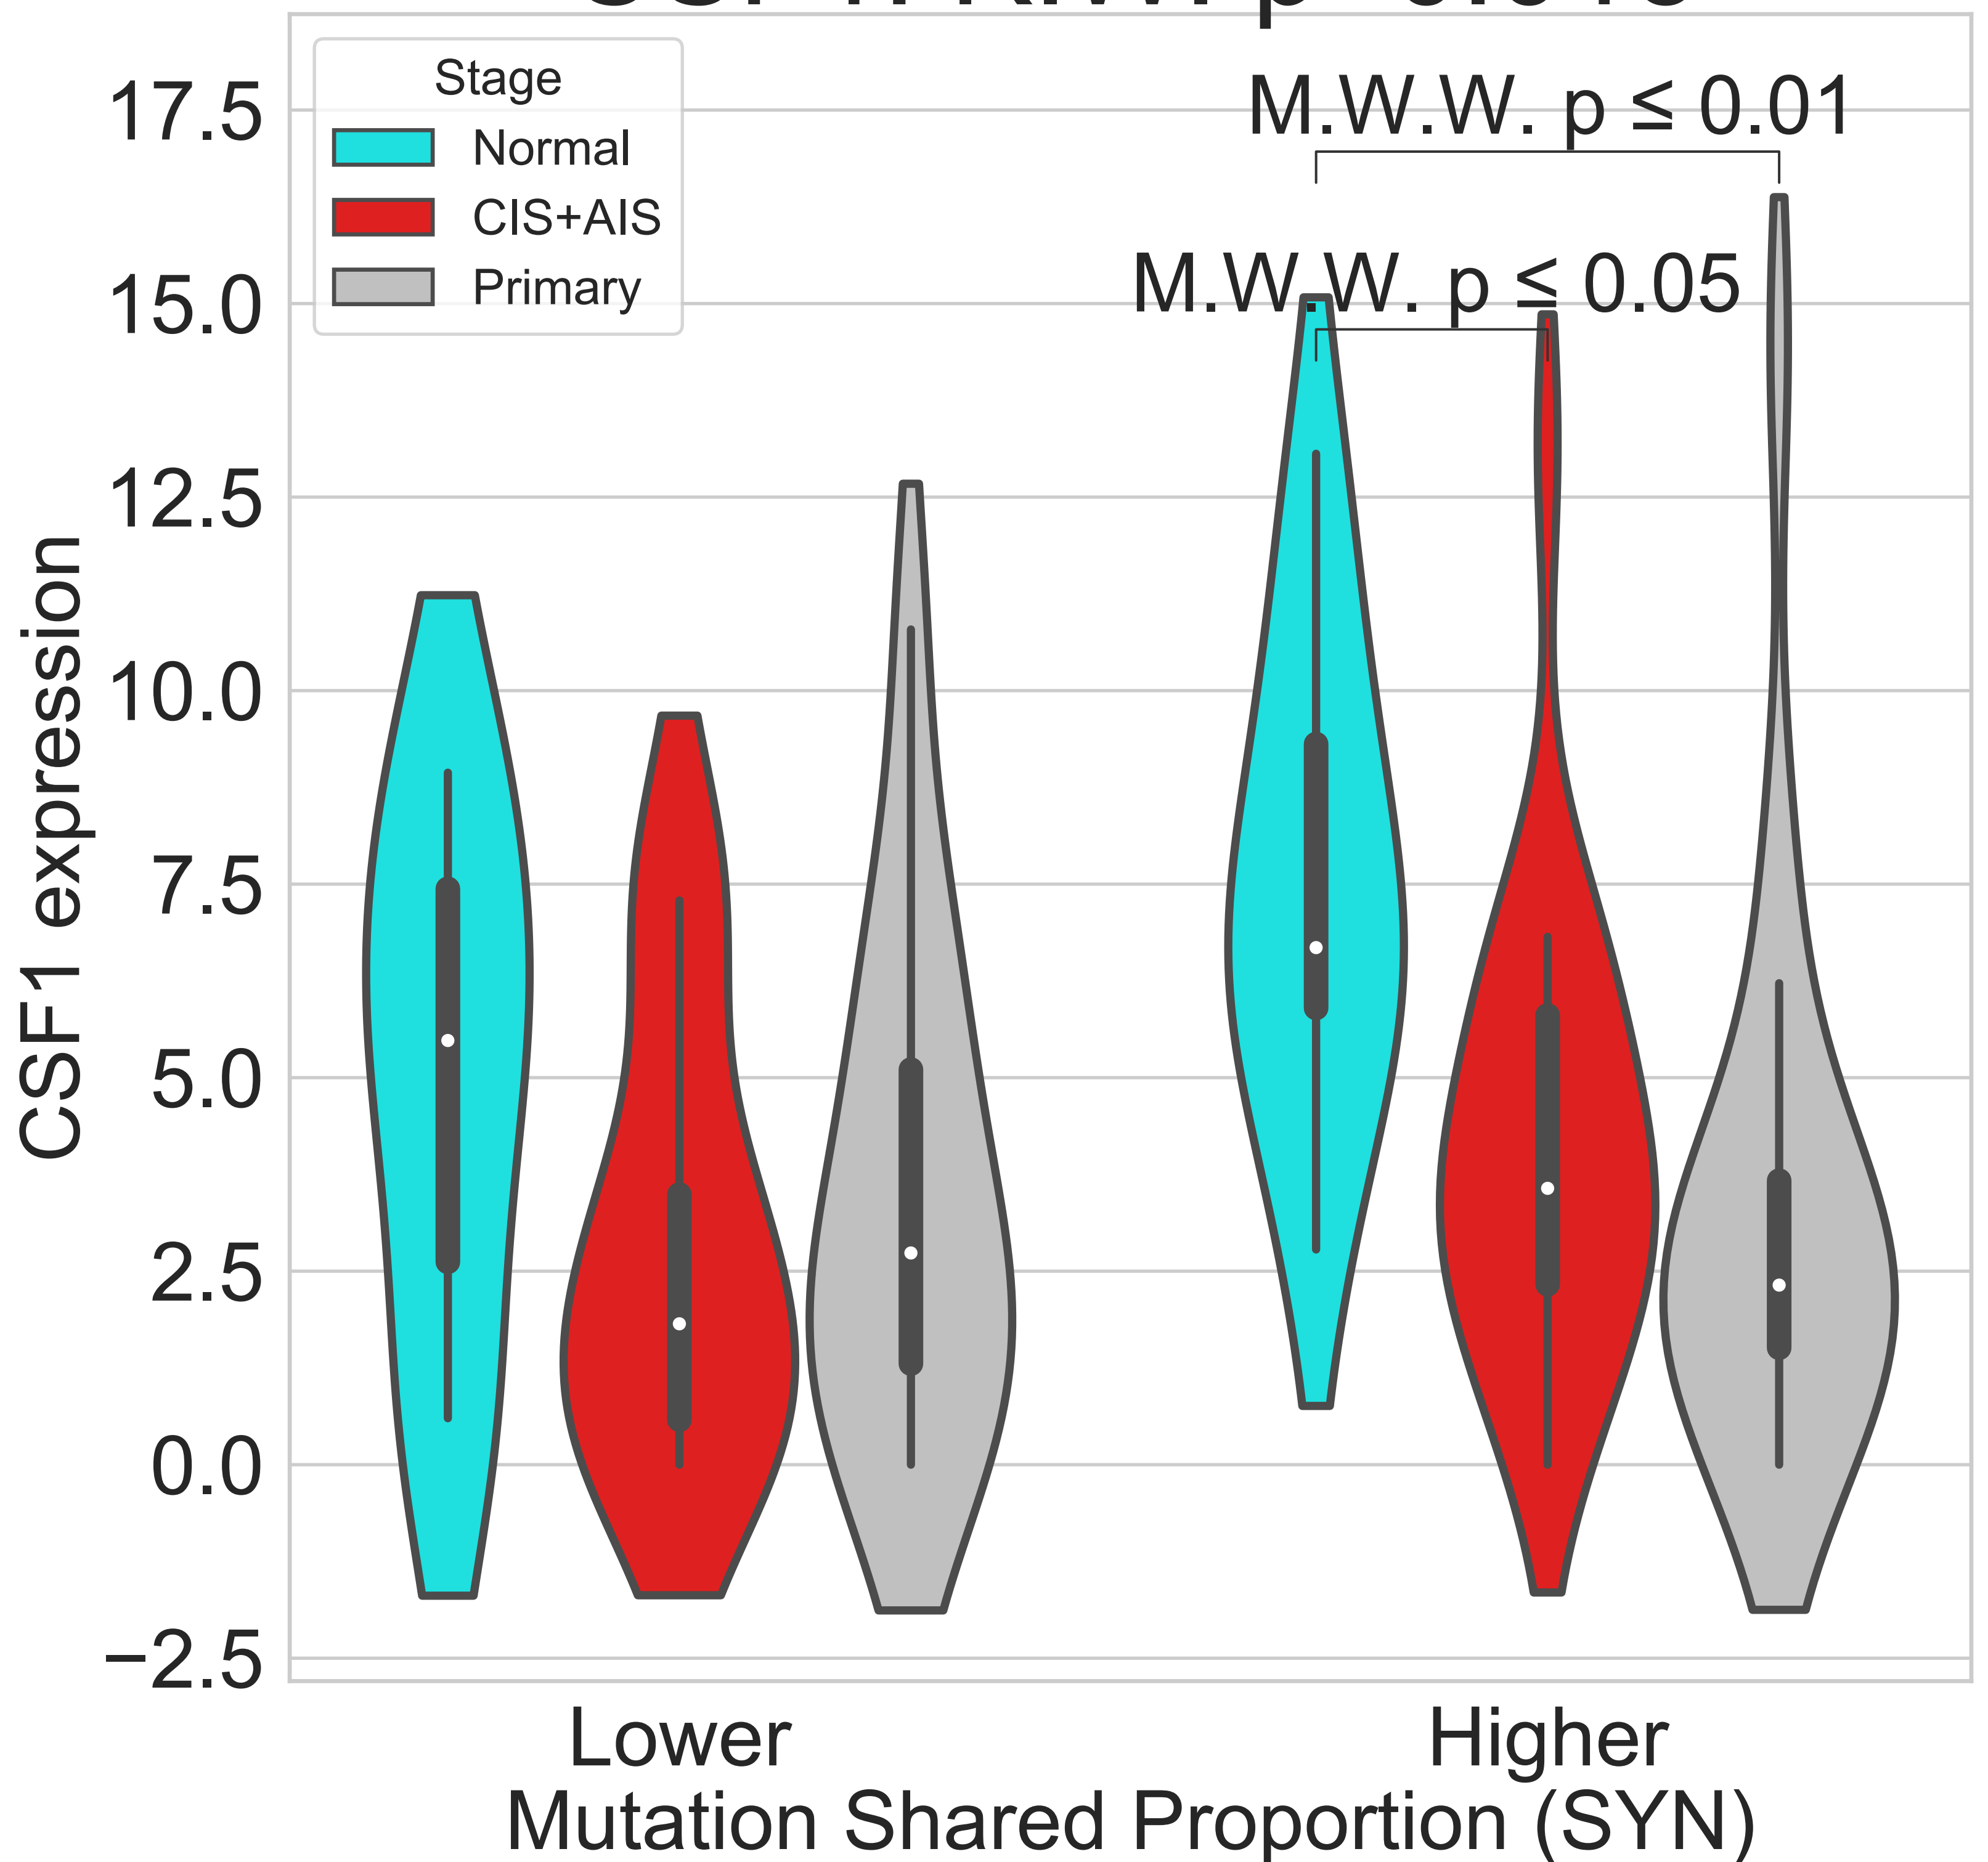 Stage
Normal
CIS+AIS
Primary
M.W.W. p ≤ 0.01
M.W.W. p ≤ 0.05
17.5
15.0
12.5
10.0
7.5
5.0
2.5
0.0
−2.5
CSF1 expression
Lower
Higher
Mutation Shared Proportion (SYN)